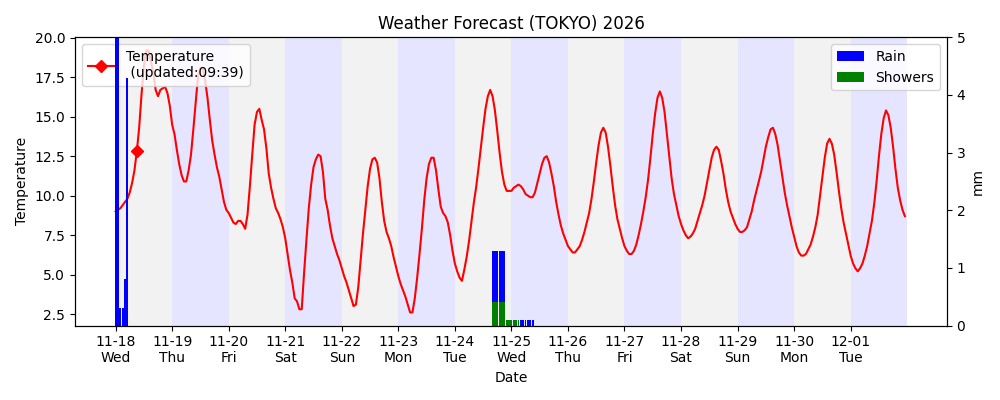 Weather Forecast (TOKYO) 2026
Temperature
(updated:09:39)
Rain
Showers
Temperature
20.0
17.5
15.0
12.5
10.0
7.5
5.0
2.5
5
4
3
2
1
0
mm
11-18 11-19 11-20 11-21 11-22 11-23 11-24 11-25 11-26 11-27 11-28 11-29 11-30 12-01
Wed Thu Fri Sat Sun Mon Tue Wed Thu Fri Sat Sun Mon Tue
Date